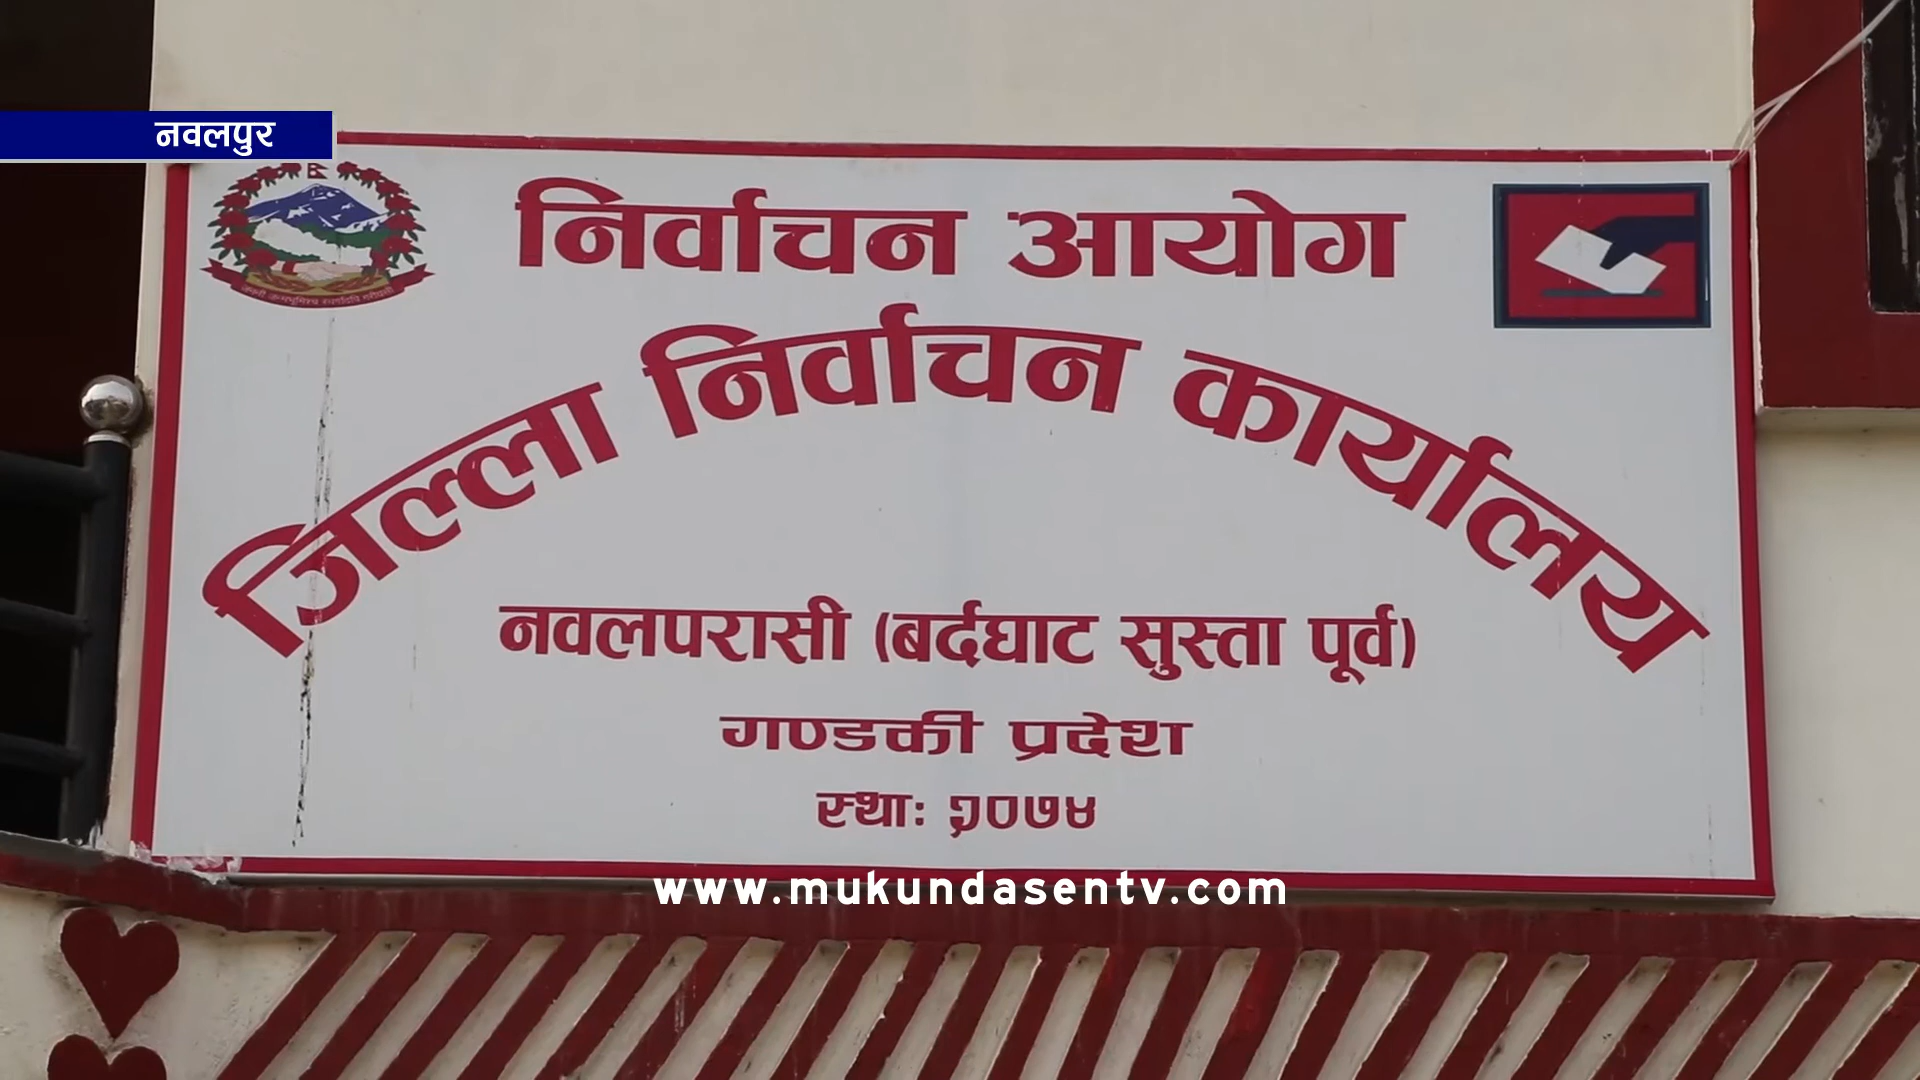 नवलपुर
निर्वाचन आयोग
जिल्ला निर्वाचन कार्यालय
नवलपरासी (बर्दघाट सुस्ता पूर्व)
गण्डकी प्रदेश
स्थाः २०७४
www.mukundasentv.com